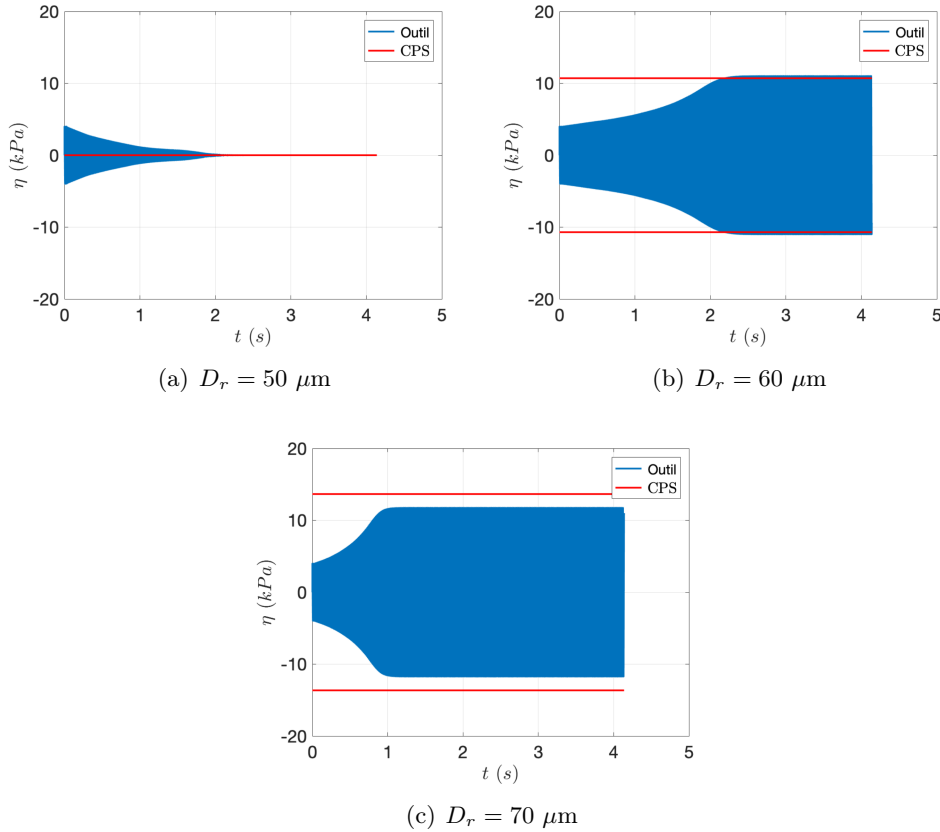 20
10
0
-10
-20
η (kPa)
Outil
CPS
0 1 2 3 4 5
t (s)
(a) D_r = 50 μm
20
10
0
-10
-20
η (kPa)
Outil
CPS
0 1 2 3 4 5
t (s)
(b) D_r = 60 μm
20
10
0
-10
-20
η (kPa)
Outil
CPS
0 1 2 3 4 5
t (s)
(c) D_r = 70 μm